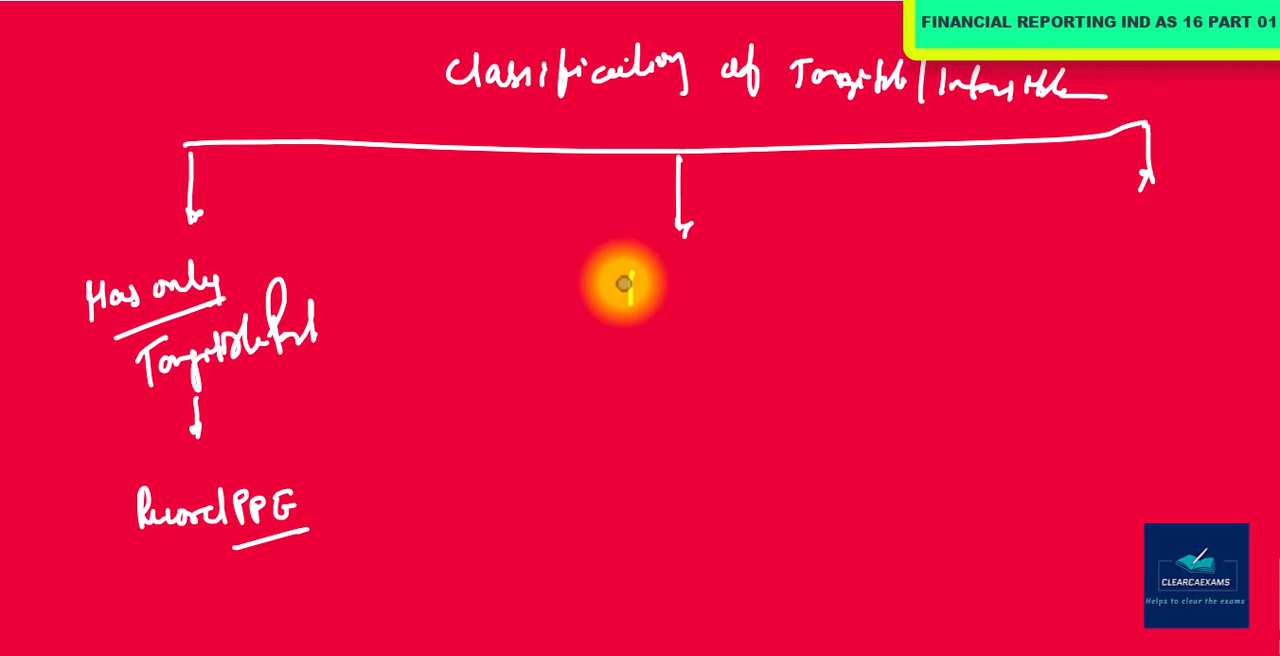 FINANCIAL REPORTING IND AS 16 PART 01
Classification of Tangible/Intangible
Has only
Tangible Part
Record PPE
CLEARCAEXAMS
Helps to clear the exams